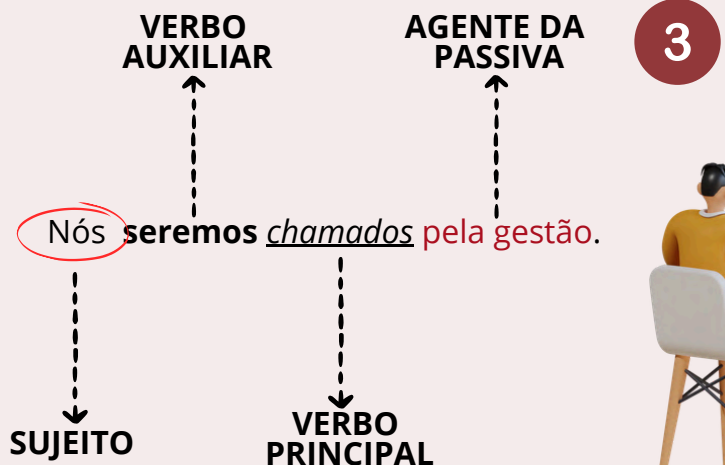 VERBO
AUXILIAR
AGENTE DA
PASSIVA
3
Nós seremos chamados pela gestão.
SUJEITO
VERBO
PRINCIPAL